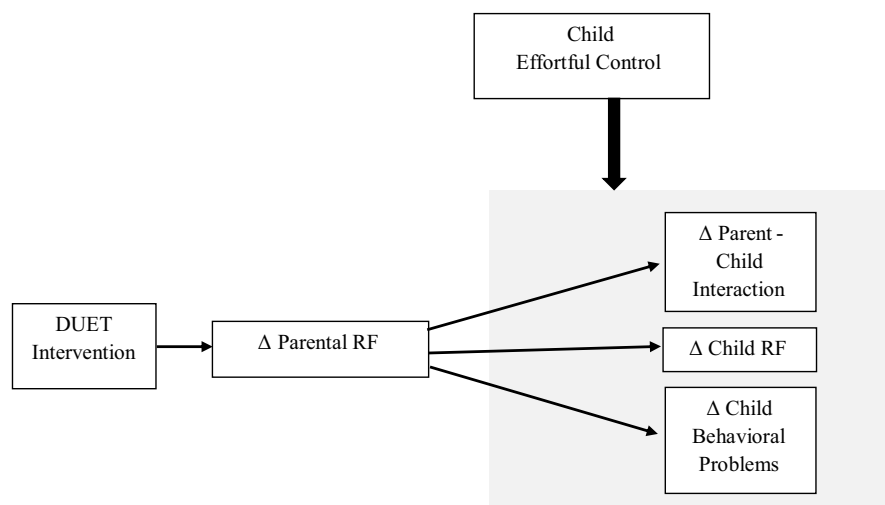 Child
Effortful Control
Δ Parent -
Child
Interaction
DUET
Intervention
Δ Parental RF
Δ Child RF
Δ Child
Behavioral
Problems